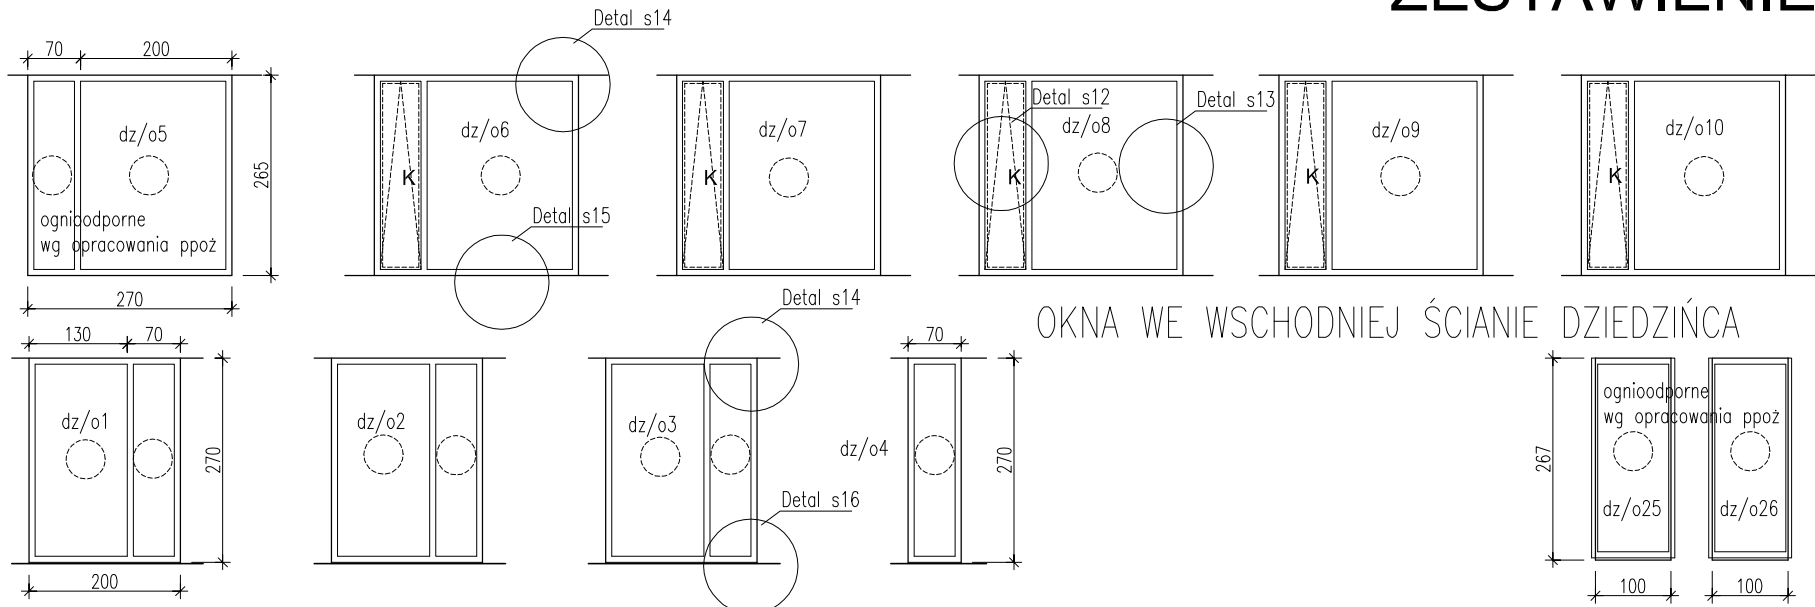 ZESTAWIENIE
Detal s14
70
200
dz/o5
265
ogniooodporne
wg opracowania ppoż
270
dz/o6
K
Detal s15
dz/o7
K
Detal s12
Detal s13
dz/o8
K
dz/o9
K
dz/o10
K
OKNA WE WSCHODNIEJ ŚCIANIE DZIEDZIŃCA
130
70
dz/o1
270
200
dz/o2
Detal s14
dz/o3
Detal s16
70
dz/o4
270
267
ognioodporne
wg opracowania ppoż
dz/o25
dz/o26
100
100